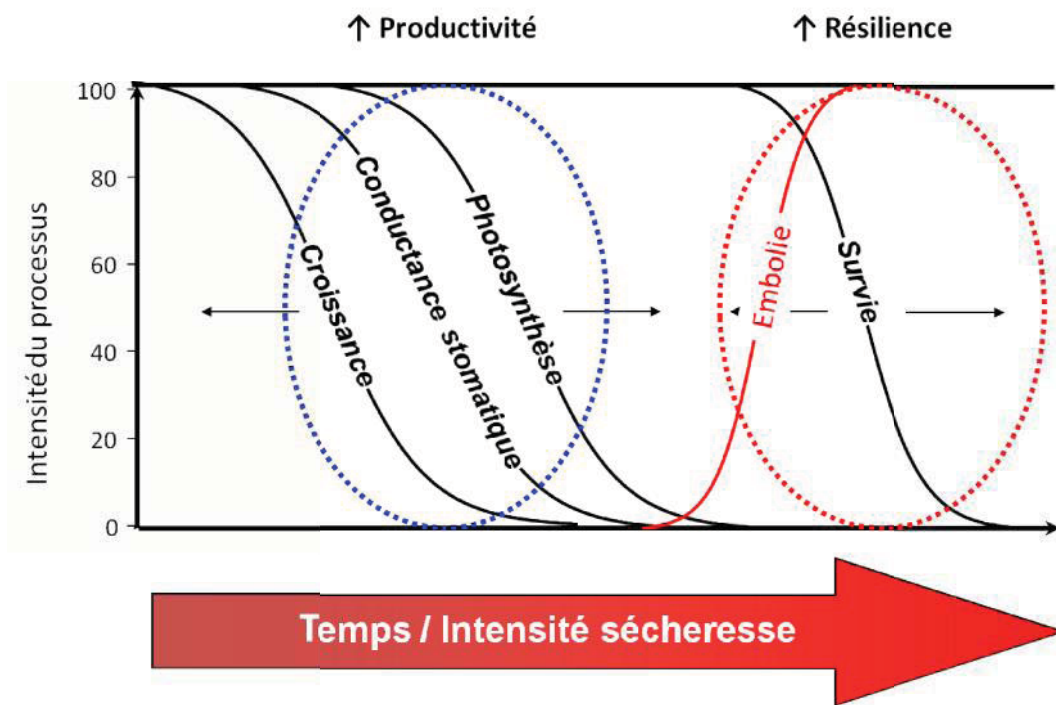 ↑ Productivité
↑ Résilience
Intensité du processus
100
80
60
40
20
0
Croissance
Conductance stomatique
Photosynthèse
Embolie
Survie
Temps / Intensité sécheresse